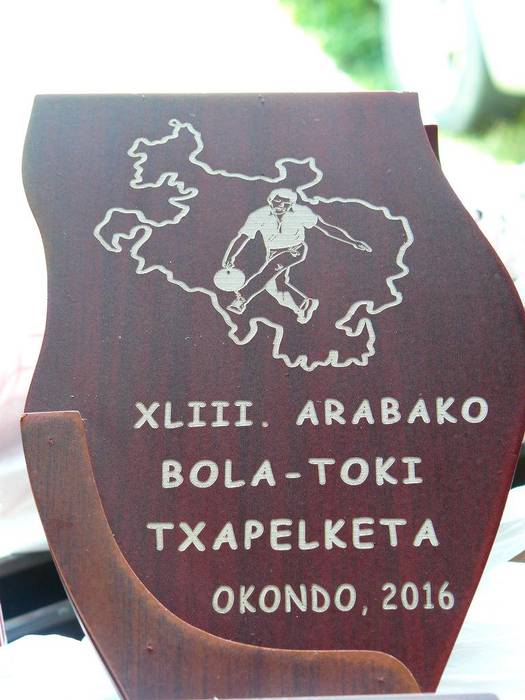 XLIII. ARABAKO
BOLA-TOKI
TXAPELKETA
OKONDO, 2016